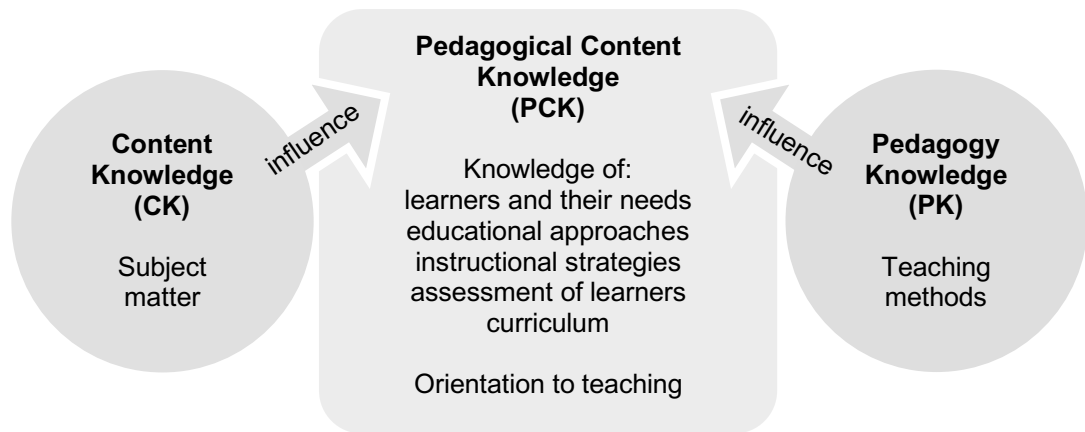 Content
Knowledge
(CK)
Subject
matter
influence
Pedagogical Content
Knowledge
(PCK)
Knowledge of:
learners and their needs
educational approaches
instructional strategies
assessment of learners
curriculum
Orientation to teaching
influence
Pedagogy
Knowledge
(PK)
Teaching
methods